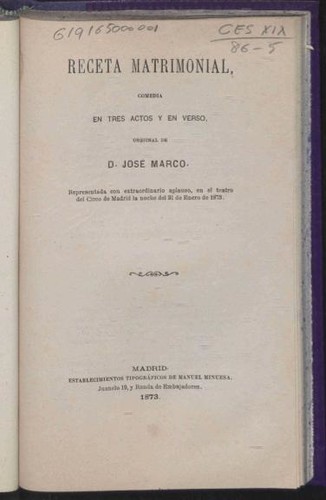 61916500001
CES XIX
86-5
RECETA MATRIMONIAL,
COMEDIA
EN TRES ACTOS Y EN VERSO,
ORIGINAL DE
D. JOSÉ MARCO.
Representada con extraordinario aplauso, en el teatro
del Circo de Madrid la noche del 21 de Enero de 1873.
MADRID:
ESTABLECIMIENTOS TIPOGRÁFICOS DE MANUEL MINUESA,
Juanelo 19, y Ronda de Embajadores.
1873